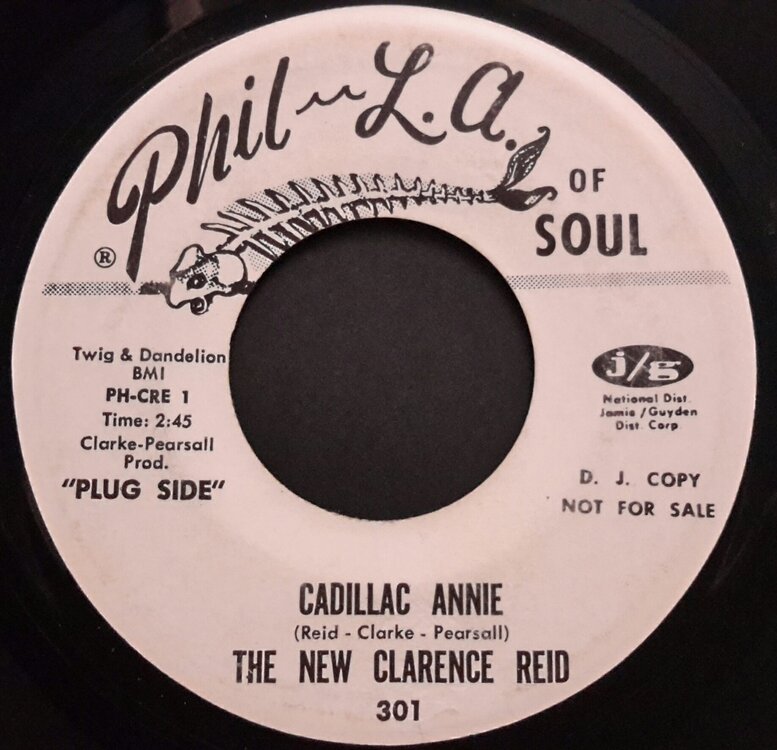 Phil - L.A.
OF
SOUL
®
Twig & Dandelion
BMI
PH-CRE 1
Time: 2:45
Clarke-Pearsall
Prod.
"PLUG SIDE"
j/g
National Dist.
Jamie/Guyden
Dist. Corp
D. J. COPY
NOT FOR SALE
CADILLAC ANNIE
(Reid - Clarke - Pearsall)
THE NEW CLARENCE REID
301